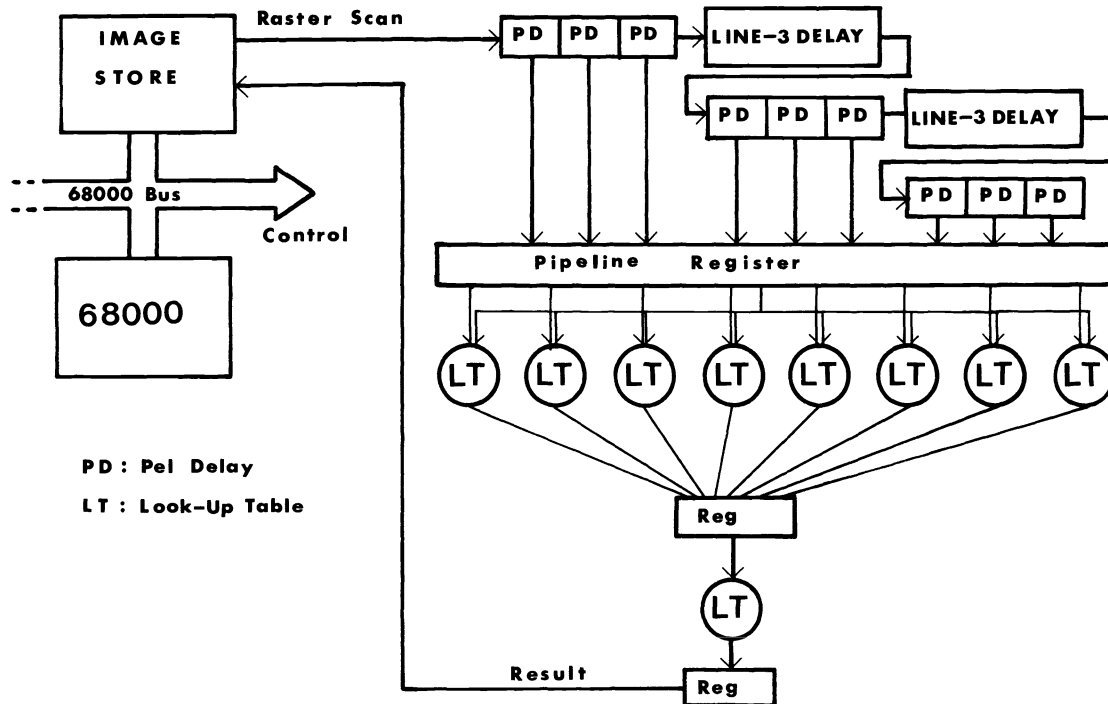 Raster Scan
IMAGE
STORE
PD PD PD
LINE-3 DELAY
PD PD PD
LINE-3 DELAY
68000 Bus
PD PD PD
Control
Pipeline Register
68000
LT LT LT LT LT LT LT LT
PD: Pel Delay
LT: Look-Up Table
Reg
LT
Result
Reg